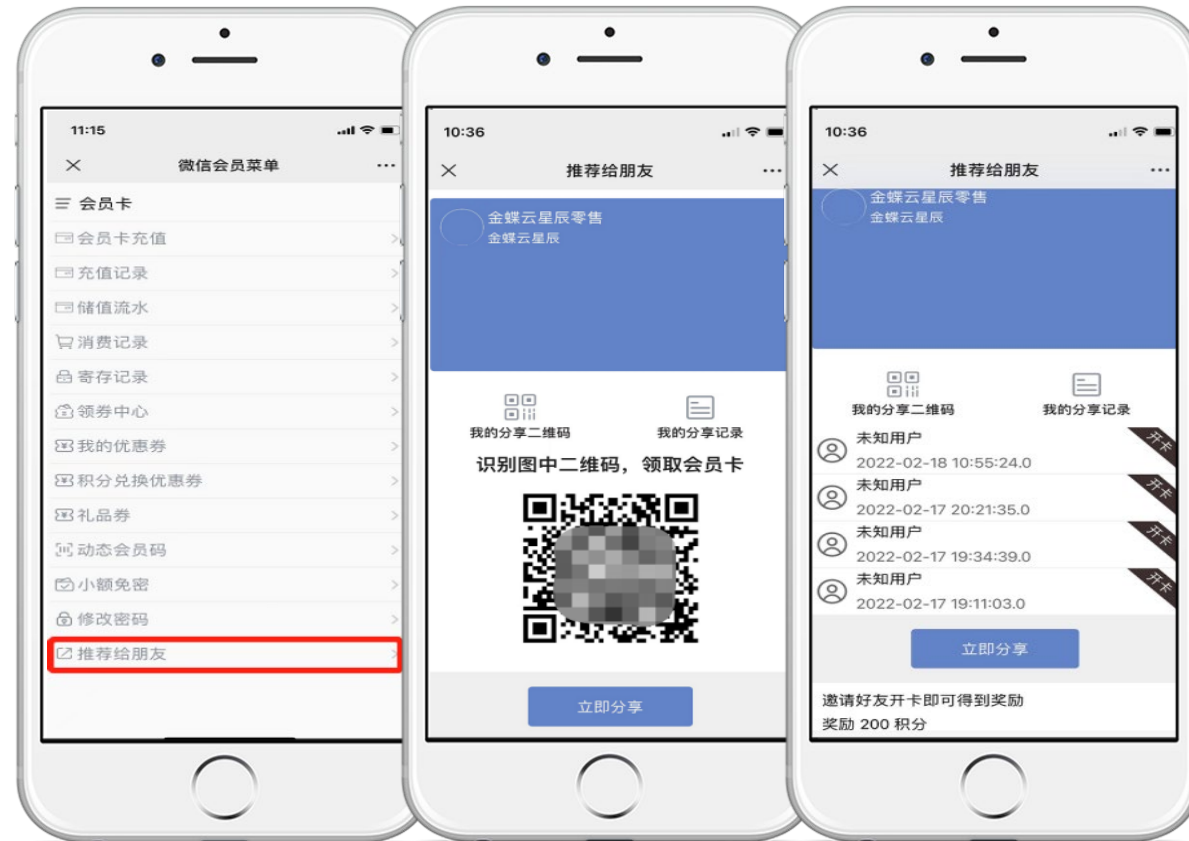 11:15
微信会员菜单
会员卡
会员卡充值
充值记录
储值流水
消费记录
寄存记录
领券中心
我的优惠券
积分兑换优惠券
礼品券
动态会员码
小额免密
修改密码
推荐给朋友
10:36
推荐给朋友
金蝶云星辰零售
金蝶云星辰
我的分享二维码
我的分享记录
识别图中二维码，领取会员卡
立即分享
10:36
推荐给朋友
金蝶云星辰零售
金蝶云星辰
我的分享二维码
我的分享记录
未知用户
开卡
2022-02-18 10:55:24.0
未知用户
开卡
2022-02-17 20:21:35.0
未知用户
开卡
2022-02-17 19:34:39.0
未知用户
开卡
2022-02-17 19:11:03.0
立即分享
邀请好友开卡即可得到奖励
奖励 200 积分